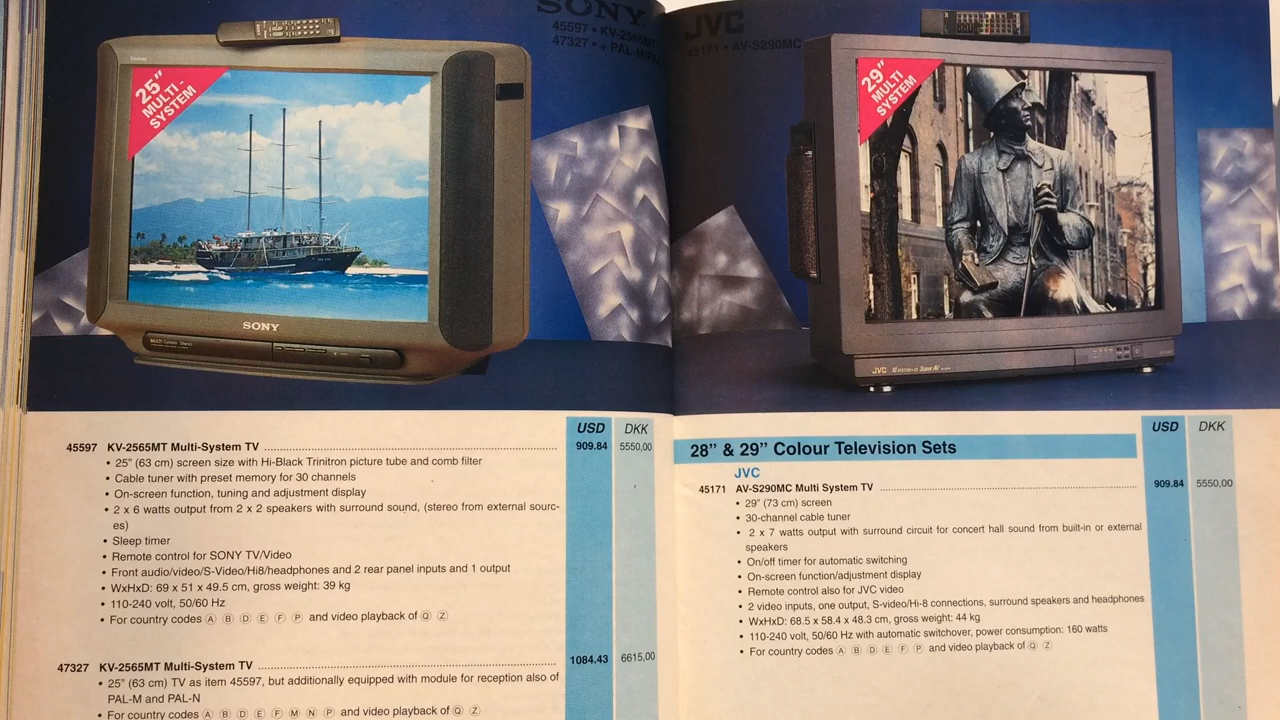 SONY
45597 • KV-2565MT
47327 • + PAL-M/PAL
25"
MULTI-
SYSTEM
SONY
MULTI System Stereo
45597 KV-2565MT Multi-System TV
USD
909.84
DKK
5550,00
• 25" (63 cm) screen size with Hi-Black Trinitron picture tube and comb filter
• Cable tuner with preset memory for 30 channels
• On-screen function, tuning and adjustment display
• 2 x 6 watts output from 2 x 2 speakers with surround sound, (stereo from external sourc-
es)
• Sleep timer
• Remote control for SONY TV/Video
• Front audio/video/S-Video/Hi8/headphones and 2 rear panel inputs and 1 output
• WxHxD: 69 x 51 x 49.5 cm, gross weight: 39 kg
• 110-240 volt, 50/60 Hz
• For country codes Ⓐ Ⓑ Ⓓ Ⓔ Ⓕ Ⓟ and video playback of Ⓠ Ⓩ
47327 KV-2565MT Multi-System TV
1084.43
6615,00
• 25" (63 cm) TV as item 45597, but additionally equipped with module for reception also of
PAL-M and PAL-N
• For country codes Ⓐ Ⓑ Ⓓ Ⓔ Ⓕ Ⓜ Ⓝ Ⓟ and video playback of Ⓠ Ⓩ
JVC
45171 • AV-S290MC
29"
MULTI
SYSTEM
JVC
Super AV
28" & 29" Colour Television Sets
USD
DKK
JVC
45171 AV-S290MC Multi System TV
909.84
5550,00
• 29" (73 cm) screen
• 30-channel cable tuner
• 2 x 7 watts output with surround circuit for concert hall sound from built-in or external
speakers
• On/off timer for automatic switching
• On-screen function/adjustment display
• Remote control also for JVC video
• 2 video inputs, one output, S-video/Hi-8 connections, surround speakers and headphones
• WxHxD: 68.5 x 58.4 x 48.3 cm, gross weight: 44 kg
• 110-240 volt, 50/60 Hz with automatic switchover, power consumption: 160 watts
• For country codes Ⓐ Ⓑ Ⓓ Ⓔ Ⓕ Ⓟ and video playback of Ⓠ Ⓩ